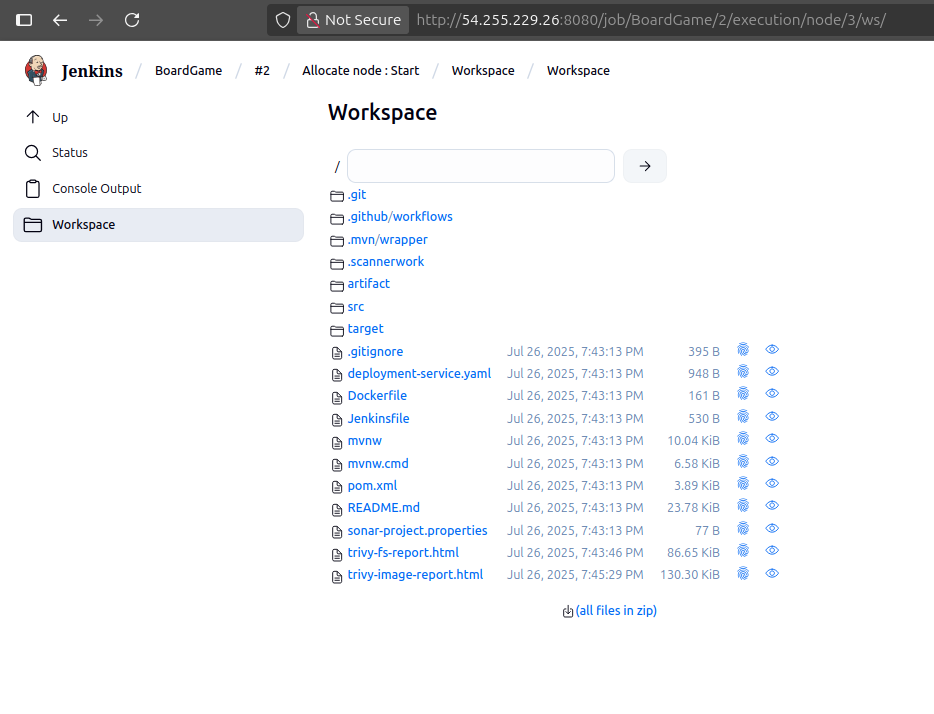 Not Secure http://54.255.229.26:8080/job/BoardGame/2/execution/node/3/ws/
Jenkins / BoardGame / #2 / Allocate node : Start / Workspace / Workspace
Up
Status
Console Output
Workspace
Workspace
/
.git
.github/workflows
.mvn/wrapper
.scannerwork
artifact
src
target
.gitignore Jul 26, 2025, 7:43:13 PM 395 B
deployment-service.yaml Jul 26, 2025, 7:43:13 PM 948 B
Dockerfile Jul 26, 2025, 7:43:13 PM 161 B
Jenkinsfile Jul 26, 2025, 7:43:13 PM 530 B
mvnw Jul 26, 2025, 7:43:13 PM 10.04 KiB
mvnw.cmd Jul 26, 2025, 7:43:13 PM 6.58 KiB
pom.xml Jul 26, 2025, 7:43:13 PM 3.89 KiB
README.md Jul 26, 2025, 7:43:13 PM 23.78 KiB
sonar-project.properties Jul 26, 2025, 7:43:13 PM 77 B
trivy-fs-report.html Jul 26, 2025, 7:43:46 PM 86.65 KiB
trivy-image-report.html Jul 26, 2025, 7:45:29 PM 130.30 KiB
(all files in zip)